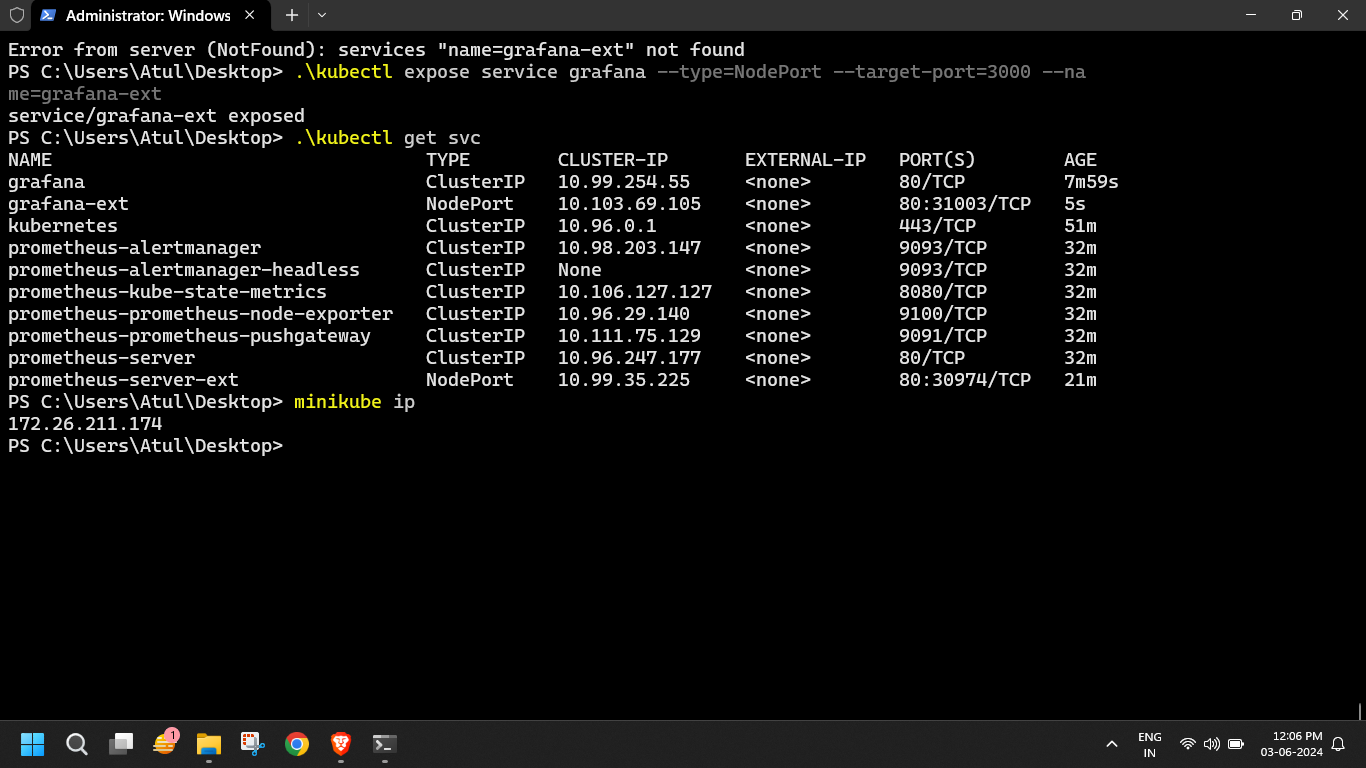 Administrator: Windows
Error from server (NotFound): services "name=grafana-ext" not found
PS C:\Users\Atul\Desktop> .\kubectl expose service grafana --type=NodePort --target-port=3000 --na
me=grafana-ext
service/grafana-ext exposed
PS C:\Users\Atul\Desktop> .\kubectl get svc
NAME TYPE CLUSTER-IP EXTERNAL-IP PORT(S) AGE
grafana ClusterIP 10.99.254.55 <none> 80/TCP 7m59s
grafana-ext NodePort 10.103.69.105 <none> 80:31003/TCP 5s
kubernetes ClusterIP 10.96.0.1 <none> 443/TCP 51m
prometheus-alertmanager ClusterIP 10.98.203.147 <none> 9093/TCP 32m
prometheus-alertmanager-headless ClusterIP None <none> 9093/TCP 32m
prometheus-kube-state-metrics ClusterIP 10.106.127.127 <none> 8080/TCP 32m
prometheus-prometheus-node-exporter ClusterIP 10.96.29.140 <none> 9100/TCP 32m
prometheus-prometheus-pushgateway ClusterIP 10.111.75.129 <none> 9091/TCP 32m
prometheus-server ClusterIP 10.96.247.177 <none> 80/TCP 32m
prometheus-server-ext NodePort 10.99.35.225 <none> 80:30974/TCP 21m
PS C:\Users\Atul\Desktop> minikube ip
172.26.211.174
PS C:\Users\Atul\Desktop>
1
ENG
IN
12:06 PM
03-06-2024